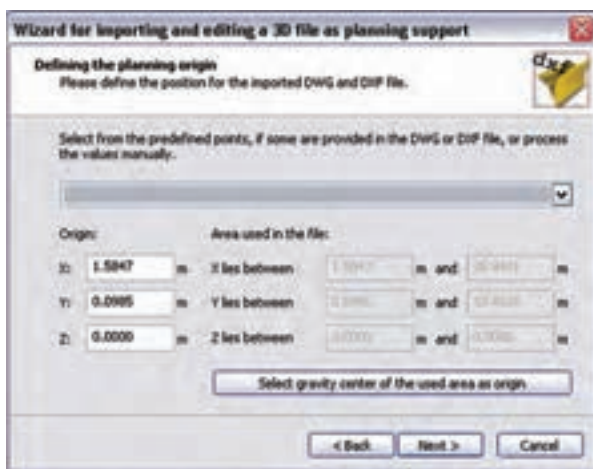 Wizard for importing and editing a 3D file as planning support
Defining the planning origin
Please define the position for the imported DWG and DXF file.
dxf
Select from the predefined points, if some are provided in the DWG or DXF file, or process
the values manually.
Origin: Area used in the file:
X: 1.5847 m X lies between m and m
Y: 0.0985 m Y lies between m and m
Z: 0.0000 m Z lies between m and m
Select gravity center of the used area as origin
< Back Next > Cancel